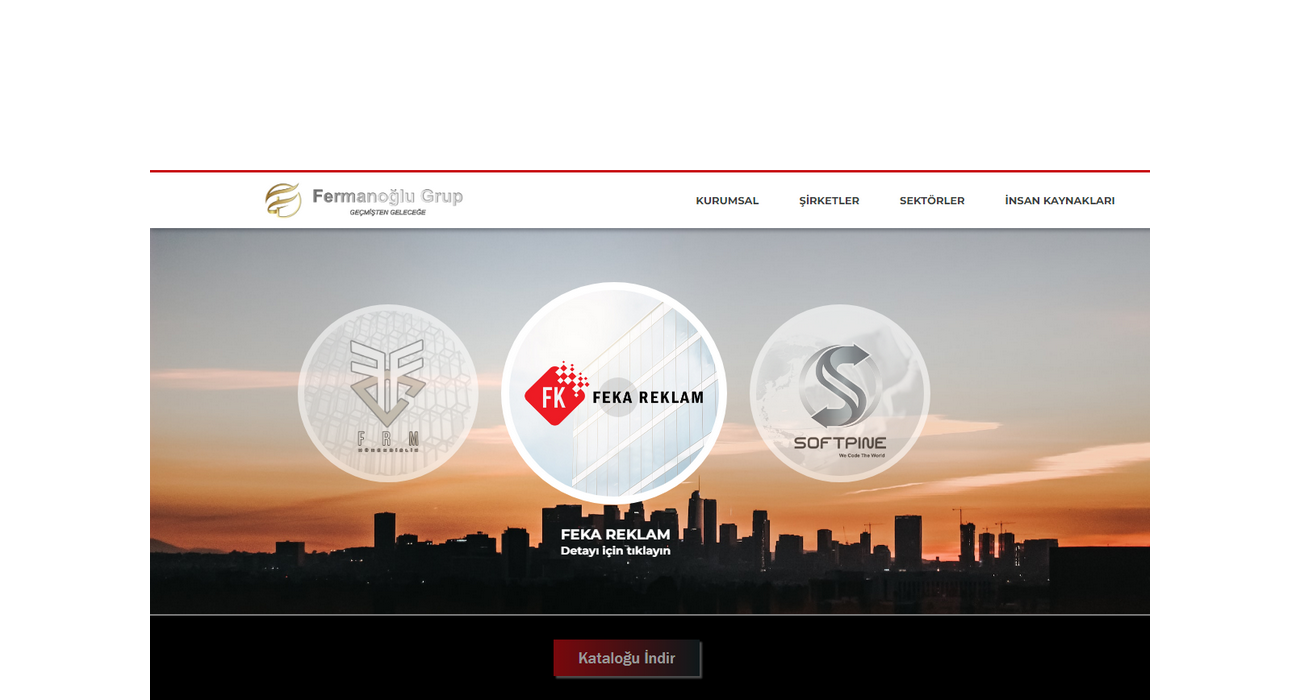 Fermanoğlu Grup
GEÇMİŞTEN GELECEĞE
KURUMSAL ŞİRKETLER SEKTÖRLER İNSAN KAYNAKLARI
F R M
FK FEKA REKLAM
SOFTPINE
We Code The World
FEKA REKLAM
Detayı için tıklayın
Kataloğu İndir